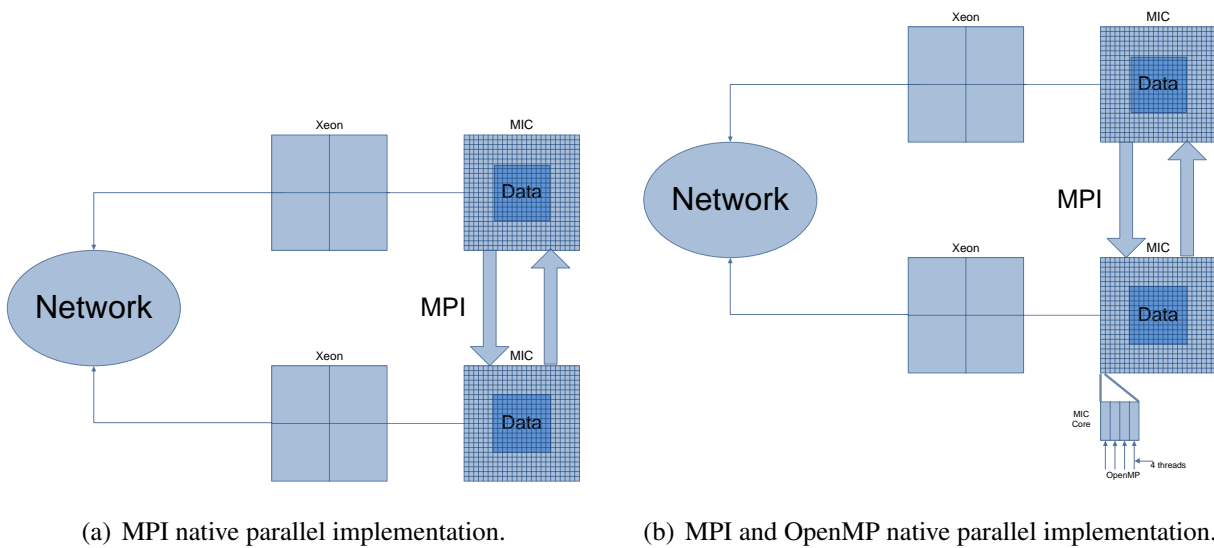 Xeon
MIC
Data
Network
MPI
Xeon
MIC
Data
(a) MPI native parallel implementation.
Xeon
MIC
Data
Network
MPI
Xeon
MIC
Data
MIC
Core
4 threads
OpenMP
(b) MPI and OpenMP native parallel implementation.